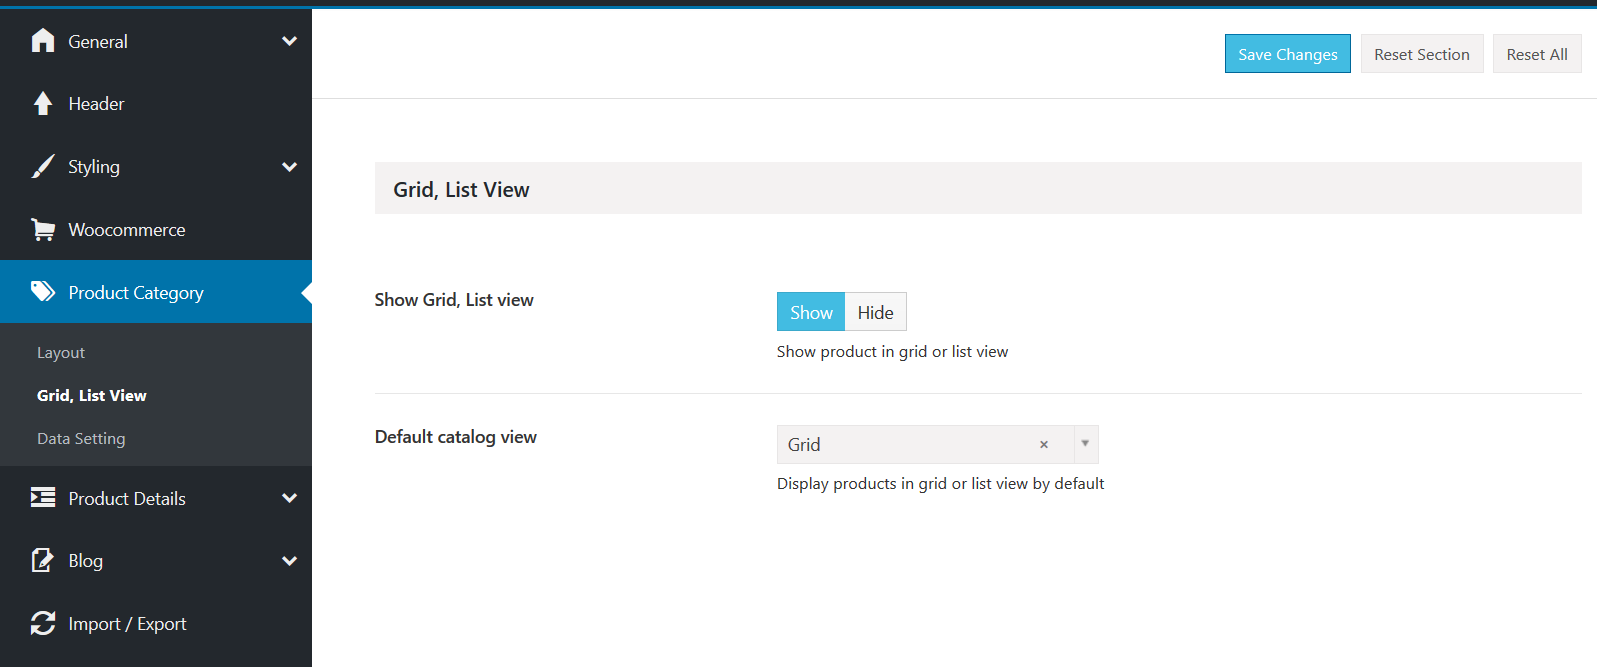 General
Header
Styling
Woocommerce
Product Category
Layout
Grid, List View
Data Setting
Product Details
Blog
Import / Export
Save Changes
Reset Section
Reset All
Grid, List View
Show Grid, List view
Show
Hide
Show product in grid or list view
Default catalog view
Grid
×
Display products in grid or list view by default